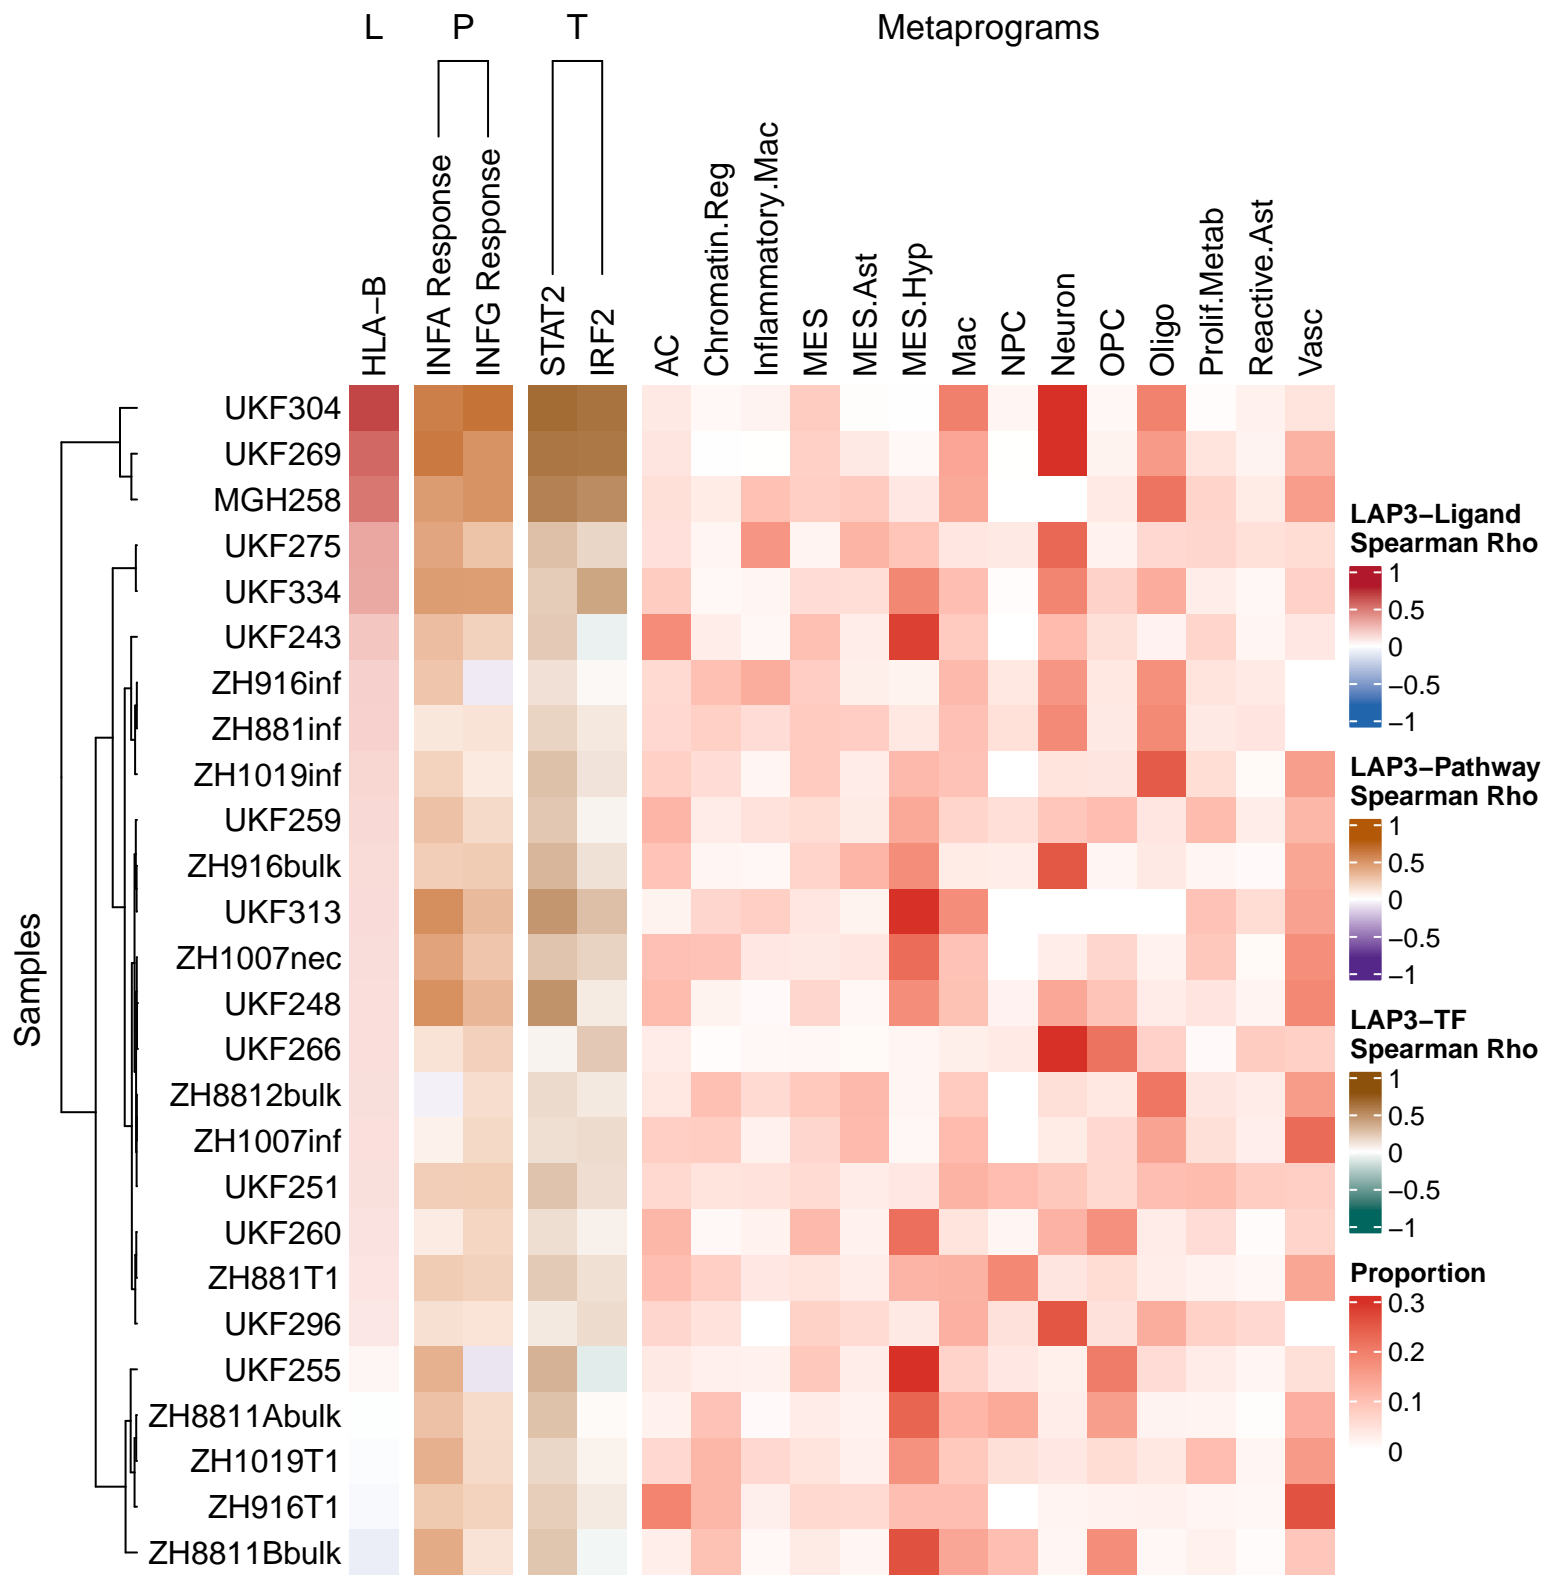 L P T Metaprograms
HLA−B
INFA Response
INFG Response
STAT2
IRF2
AC
Chromatin.Reg
Inflammatory.Mac
MES
MES.Ast
MES.Hyp
Mac
NPC
Neuron
OPC
Oligo
Prolif.Metab
Reactive.Ast
Vasc
Samples
UKF304
UKF269
MGH258
UKF275
UKF334
UKF243
ZH916inf
ZH881inf
ZH1019inf
UKF259
ZH916bulk
UKF313
ZH1007nec
UKF248
UKF266
ZH8812bulk
ZH1007inf
UKF251
UKF260
ZH881T1
UKF296
UKF255
ZH8811Abulk
ZH1019T1
ZH916T1
ZH8811Bbulk
LAP3−Ligand
Spearman Rho
1
0.5
0
−0.5
−1
LAP3−Pathway
Spearman Rho
1
0.5
0
−0.5
−1
LAP3−TF
Spearman Rho
1
0.5
0
−0.5
−1
Proportion
0.3
0.2
0.1
0